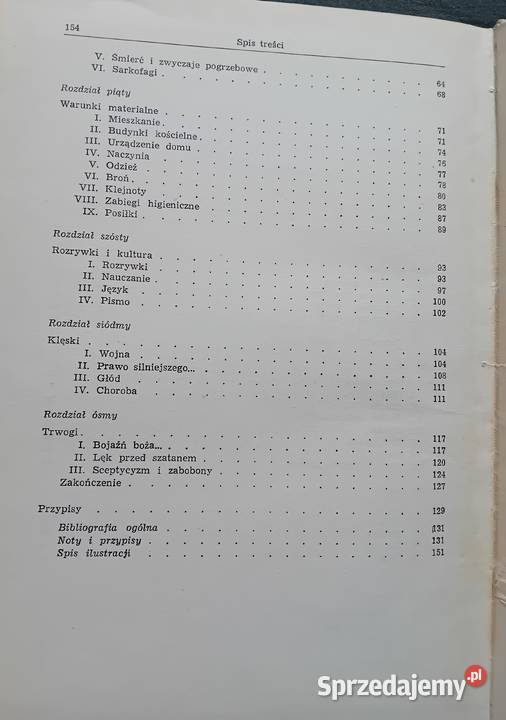 154
Spis treści
V. Śmierć i zwyczaje pogrzebowe . . . . . . . . . 64
VI. Sarkofagi . . . . . . . . . . . . 68
Rozdział piąty
Warunki materialne . . . . . . . . . . . . 71
I. Mieszkanie . . . . . . . . . . . . 71
II. Budynki kościelne . . . . . . . . . . . . 74
III. Urządzenie domu . . . . . . . . . . . . 76
IV. Naczynia . . . . . . . . . . . . 77
V. Odzież . . . . . . . . . . . . 78
VI. Broń . . . . . . . . . . . . 80
VII. Klejnoty . . . . . . . . . . . . 83
VIII. Zabiegi higieniczne . . . . . . . . . . . . 87
IX. Posiłki . . . . . . . . . . . . 89
Rozdział szósty
Rozrywki i kultura . . . . . . . . . . . . 93
I. Rozrywki . . . . . . . . . . . . 93
II. Nauczanie . . . . . . . . . . . . 97
III. Język . . . . . . . . . . . . 100
IV. Pismo . . . . . . . . . . . . 102
Rozdział siódmy
Klęski . . . . . . . . . . . . 104
I. Wojna . . . . . . . . . . . . 104
II. Prawo silniejszego... . . . . . . . . . . 108
III. Głód . . . . . . . . . . . . 111
IV. Choroba . . . . . . . . . . . . 111
Rozdział ósmy
Trwogi . . . . . . . . . . . . 117
I. Bojaźń boża... . . . . . . . . . . 117
II. Lęk przed szatanem . . . . . . . . . . 120
III. Sceptycyzm i zabobony . . . . . . . . . . 124
Zakończenie . . . . . . . . . . . . 127
Przypisy . . . . . . . . . . . . 129
Bibliografia ogólna . . . . . . . . . . . . 131
Noty i przypisy . . . . . . . . . . . . 131
Spis ilustracji . . . . . . . . . . . . 151
Sprzedajemy.pl